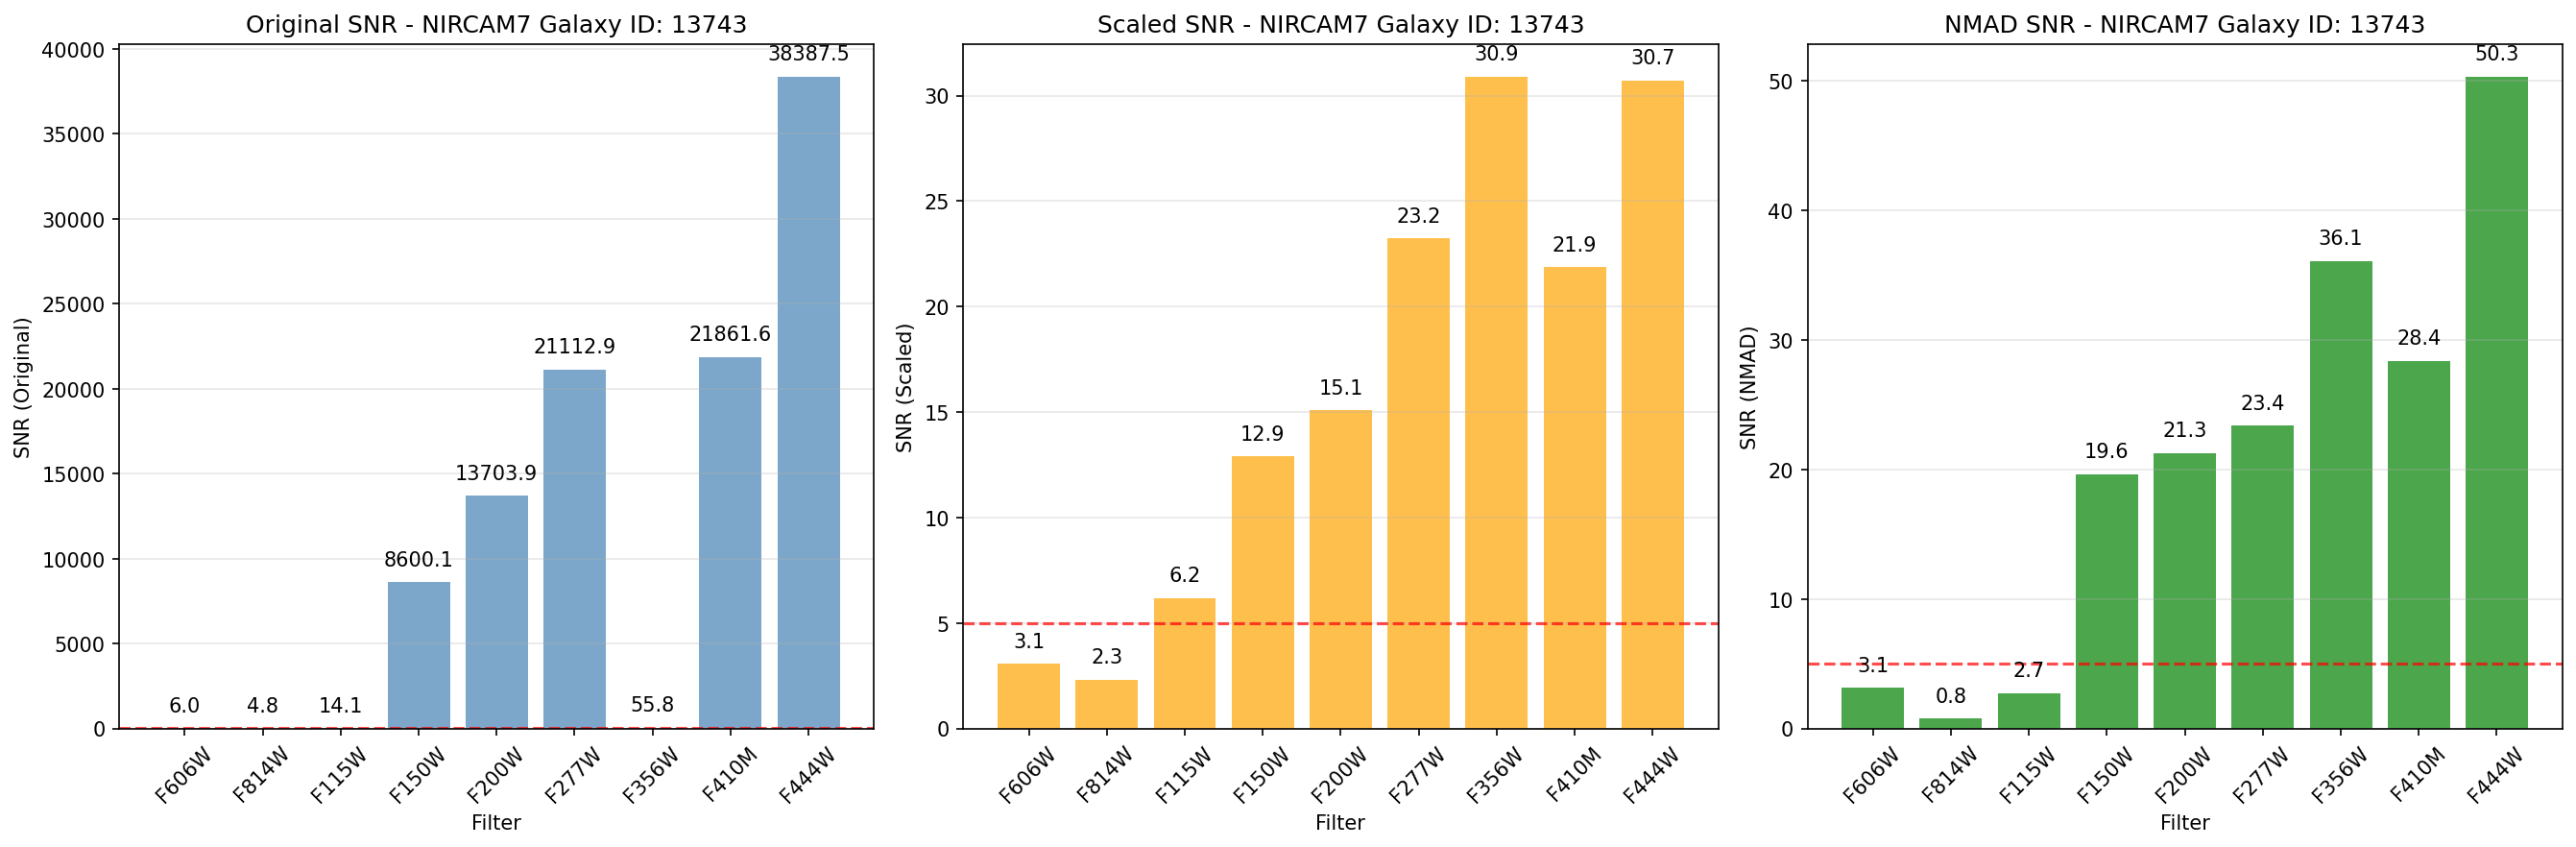 Original SNR - NIRCAM7 Galaxy ID: 13743
SNR (Original)
40000
35000
30000
25000
20000
15000
10000
5000
0
6.0
4.8
14.1
8600.1
13703.9
21112.9
55.8
21861.6
38387.5
F606W
F814W
F115W
F150W
F200W
F277W
F356W
F410M
F444W
Filter
Scaled SNR - NIRCAM7 Galaxy ID: 13743
SNR (Scaled)
30
25
20
15
10
5
0
3.1
2.3
6.2
12.9
15.1
23.2
30.9
21.9
30.7
F606W
F814W
F115W
F150W
F200W
F277W
F356W
F410M
F444W
Filter
NMAD SNR - NIRCAM7 Galaxy ID: 13743
SNR (NMAD)
50
40
30
20
10
0
3.1
0.8
2.7
19.6
21.3
23.4
36.1
28.4
50.3
F606W
F814W
F115W
F150W
F200W
F277W
F356W
F410M
F444W
Filter